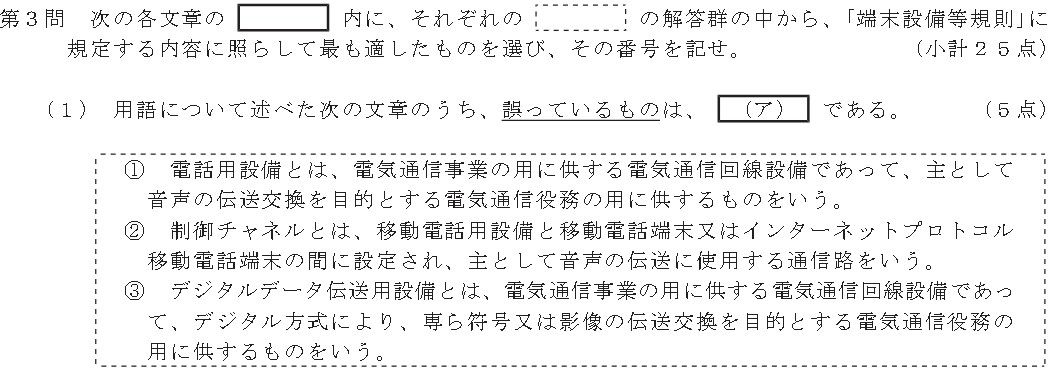 第３問　次の各文章の　　　　内に、それぞれの　　　　の解答群の中から、「端末設備等規則」に
規定する内容に照らして最も適したものを選び、その番号を記せ。　（小計２５点）
（１）　用語について述べた次の文章のうち、誤っているものは、（ア）である。　（５点）
①　電話用設備とは、電気通信事業の用に供する電気通信回線設備であって、主として
音声の伝送交換を目的とする電気通信役務の用に供するものをいう。
②　制御チャネルとは、移動電話用設備と移動電話端末又はインターネットプロトコル
移動電話端末の間に設定され、主として音声の伝送に使用する通信路をいう。
③　デジタルデータ伝送用設備とは、電気通信事業の用に供する電気通信回線設備であっ
て、デジタル方式により、専ら符号又は影像の伝送交換を目的とする電気通信役務の
用に供するものをいう。